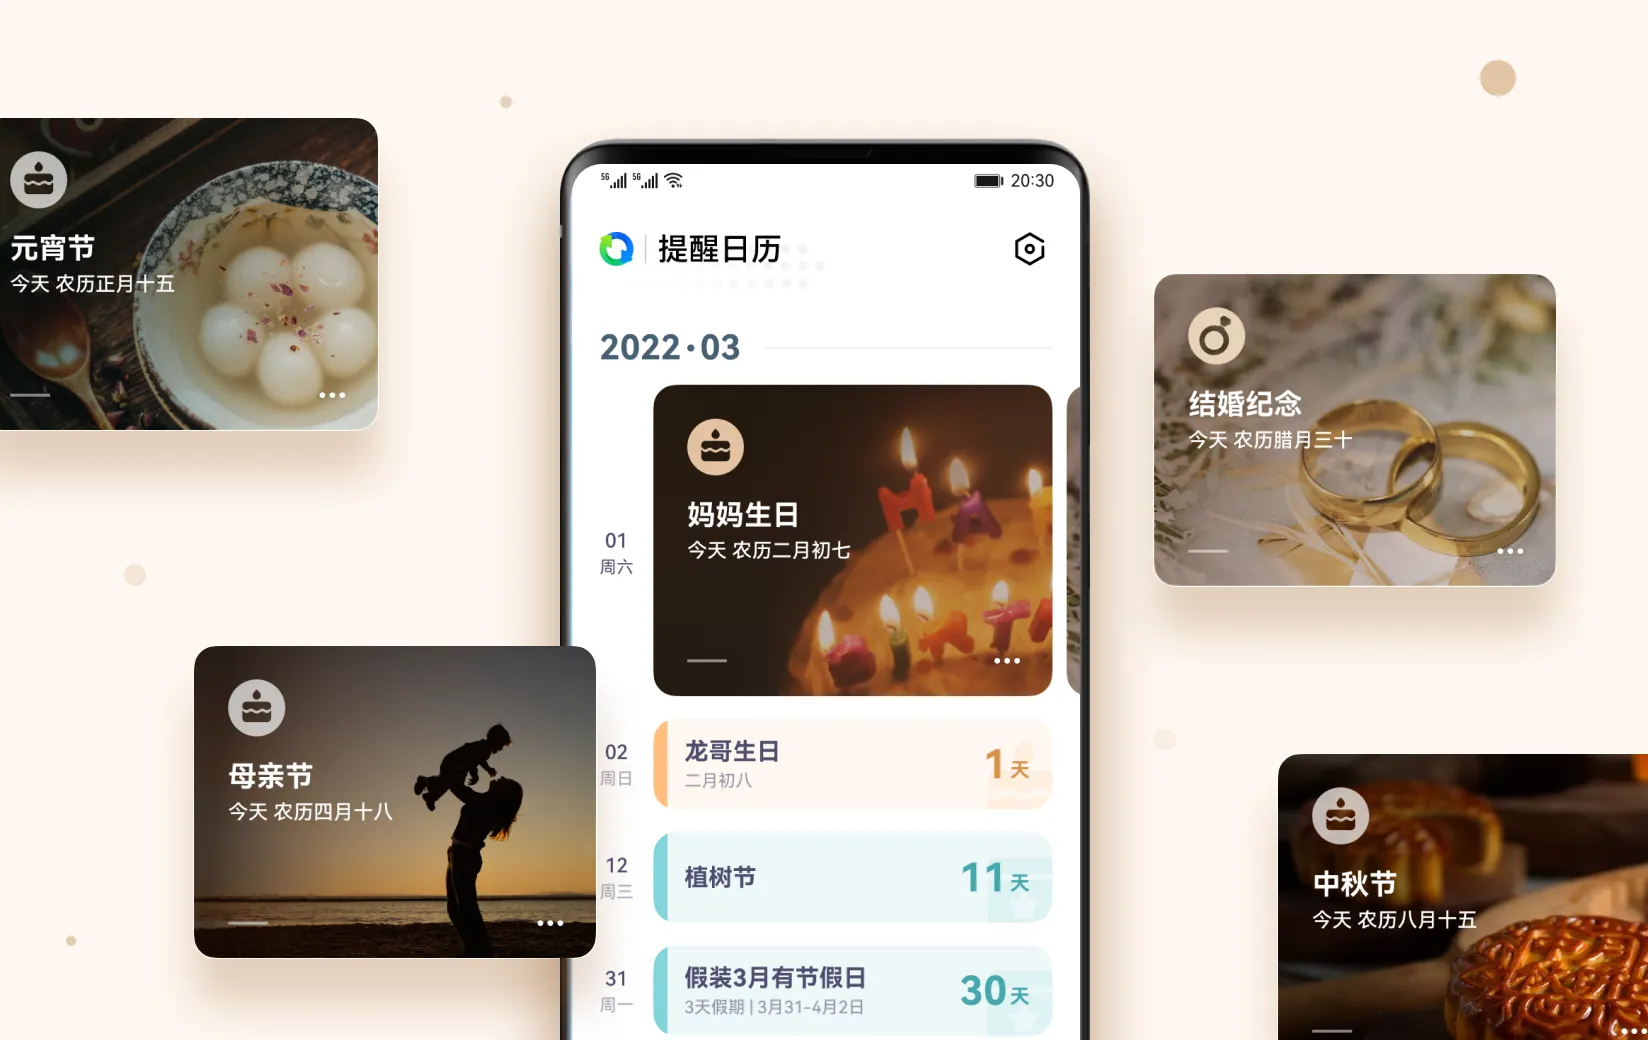 元宵节
今天 农历正月十五
5G 5G 20:30
提醒日历
2022·03
01
周六
妈妈生日
今天 农历二月初七
结婚纪念
今天 农历腊月三十
母亲节
今天 农历四月十八
02
周日
龙哥生日
二月初八
1天
12
周三
植树节
11天
31
周一
假装3月有节假日
3天假期 | 3月31-4月2日
30天
中秋节
今天 农历八月十五